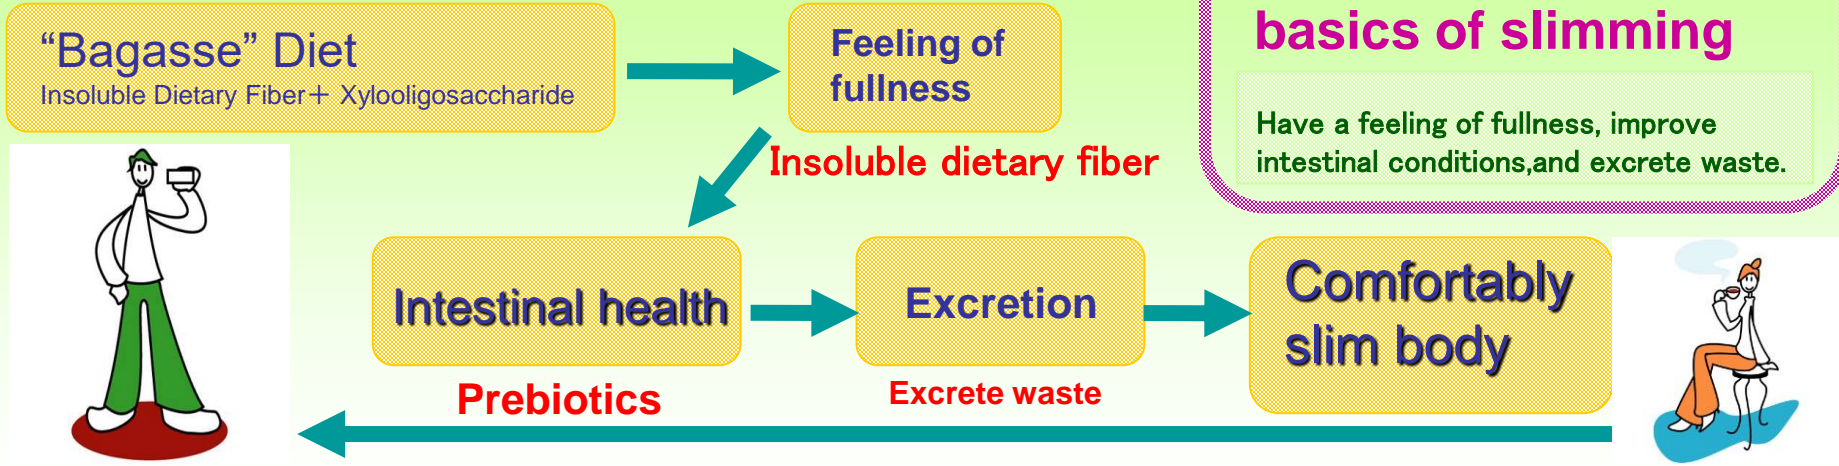 “Bagasse” Diet
Insoluble Dietary Fiber＋ Xylooligosaccharide
Feeling of
fullness
basics of slimming
Have a feeling of fullness, improve
intestinal conditions,and excrete waste.
Insoluble dietary fiber
Intestinal health
Excretion
Comfortably
slim body
Prebiotics
Excrete waste